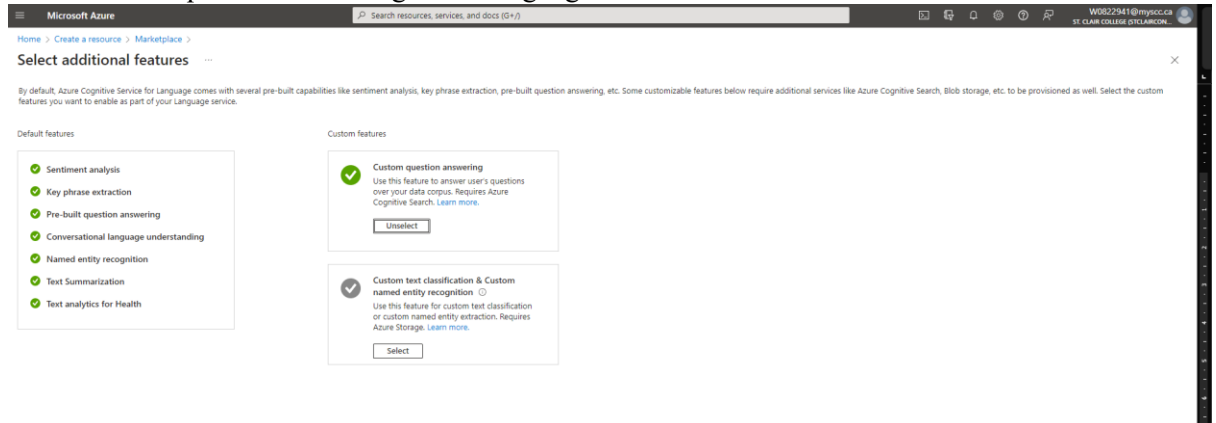 Microsoft Azure
Search resources, services, and docs (G+/)
W0822941@myscc.ca
ST. CLAIR COLLEGE (STCLAIRCON...
Home > Create a resource > Marketplace >
Select additional features ...
By default, Azure Cognitive Service for Language comes with several pre-built capabilities like sentiment analysis, key phrase extraction, pre-built question answering, etc. Some customizable features below require additional services like Azure Cognitive Search, Blob storage, etc. to be provisioned as well. Select the custom
features you want to enable as part of your Language service.
Default features
Sentiment analysis
Key phrase extraction
Pre-built question answering
Conversational language understanding
Named entity recognition
Text Summarization
Text analytics for Health
Custom features
Custom question answering
Use this feature to answer user's questions
over your data corpus. Requires Azure
Cognitive Search. Learn more.
Unselect
Custom text classification & Custom
named entity recognition
Use this feature for custom text classification
or custom named entity extraction. Requires
Azure Storage. Learn more.
Select